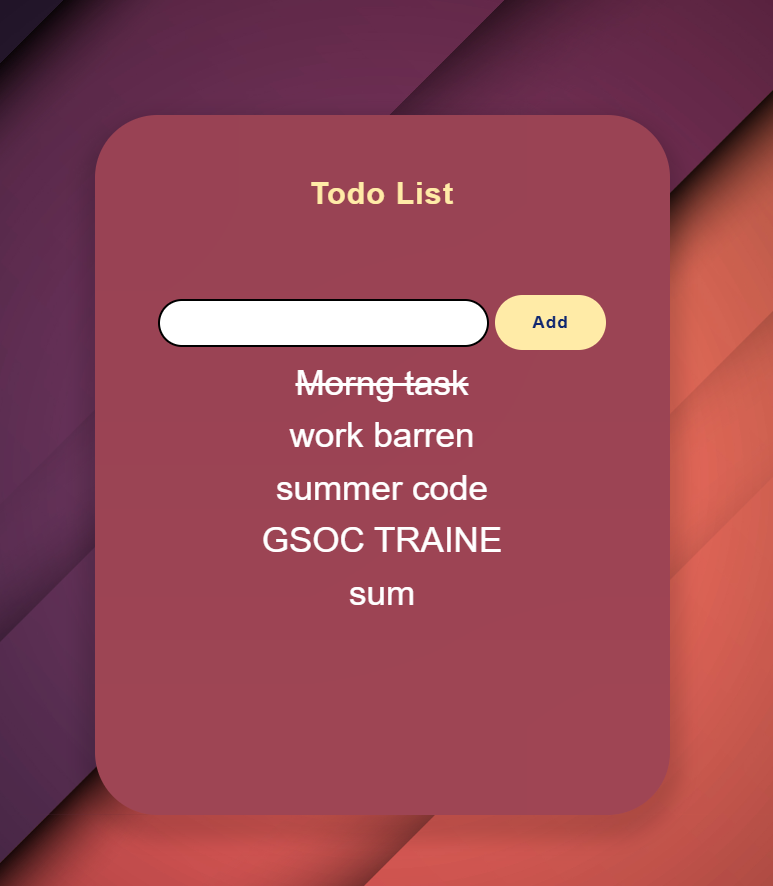 Todo List
Add
Morng task
work barren
summer code
GSOC TRAINE
sum